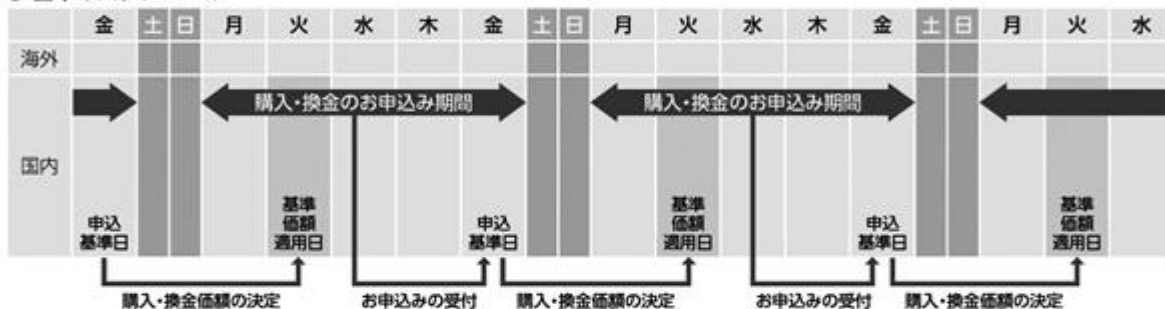 金 土 日 月 火 水 木 金 土 日 月 火 水 木 金 土 日 月 火 水
海外
国内
購入・換金のお申込み期間
購入・換金のお申込み期間
申込
基準日
基準
価額
適用日
申込
基準日
基準
価額
適用日
申込
基準日
基準
価額
適用日
購入・換金価額の決定
お申込みの受付
購入・換金価額の決定
お申込みの受付
購入・換金価額の決定